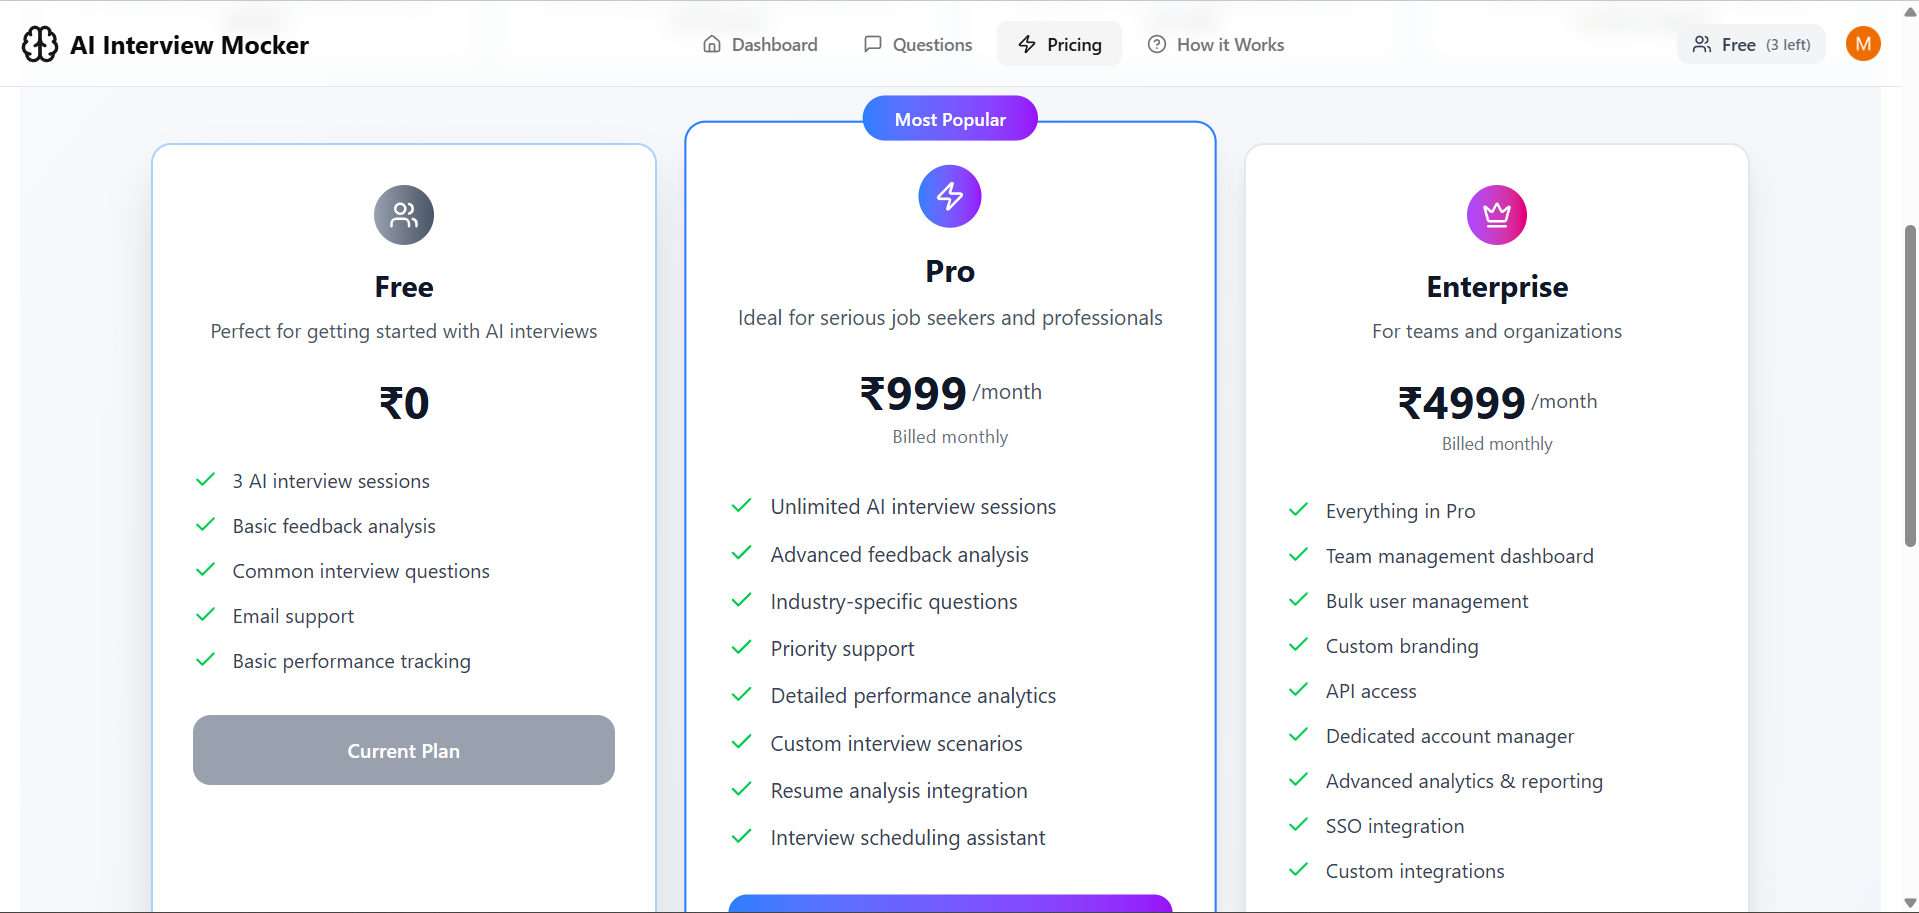 AI Interview Mocker
Dashboard
Questions
Pricing
How it Works
Free (3 left)
M
Most Popular
Free
Perfect for getting started with AI interviews
₹0
3 AI interview sessions
Basic feedback analysis
Common interview questions
Email support
Basic performance tracking
Current Plan
Pro
Ideal for serious job seekers and professionals
₹999 /month
Billed monthly
Unlimited AI interview sessions
Advanced feedback analysis
Industry-specific questions
Priority support
Detailed performance analytics
Custom interview scenarios
Resume analysis integration
Interview scheduling assistant
Enterprise
For teams and organizations
₹4999 /month
Billed monthly
Everything in Pro
Team management dashboard
Bulk user management
Custom branding
API access
Dedicated account manager
Advanced analytics & reporting
SSO integration
Custom integrations